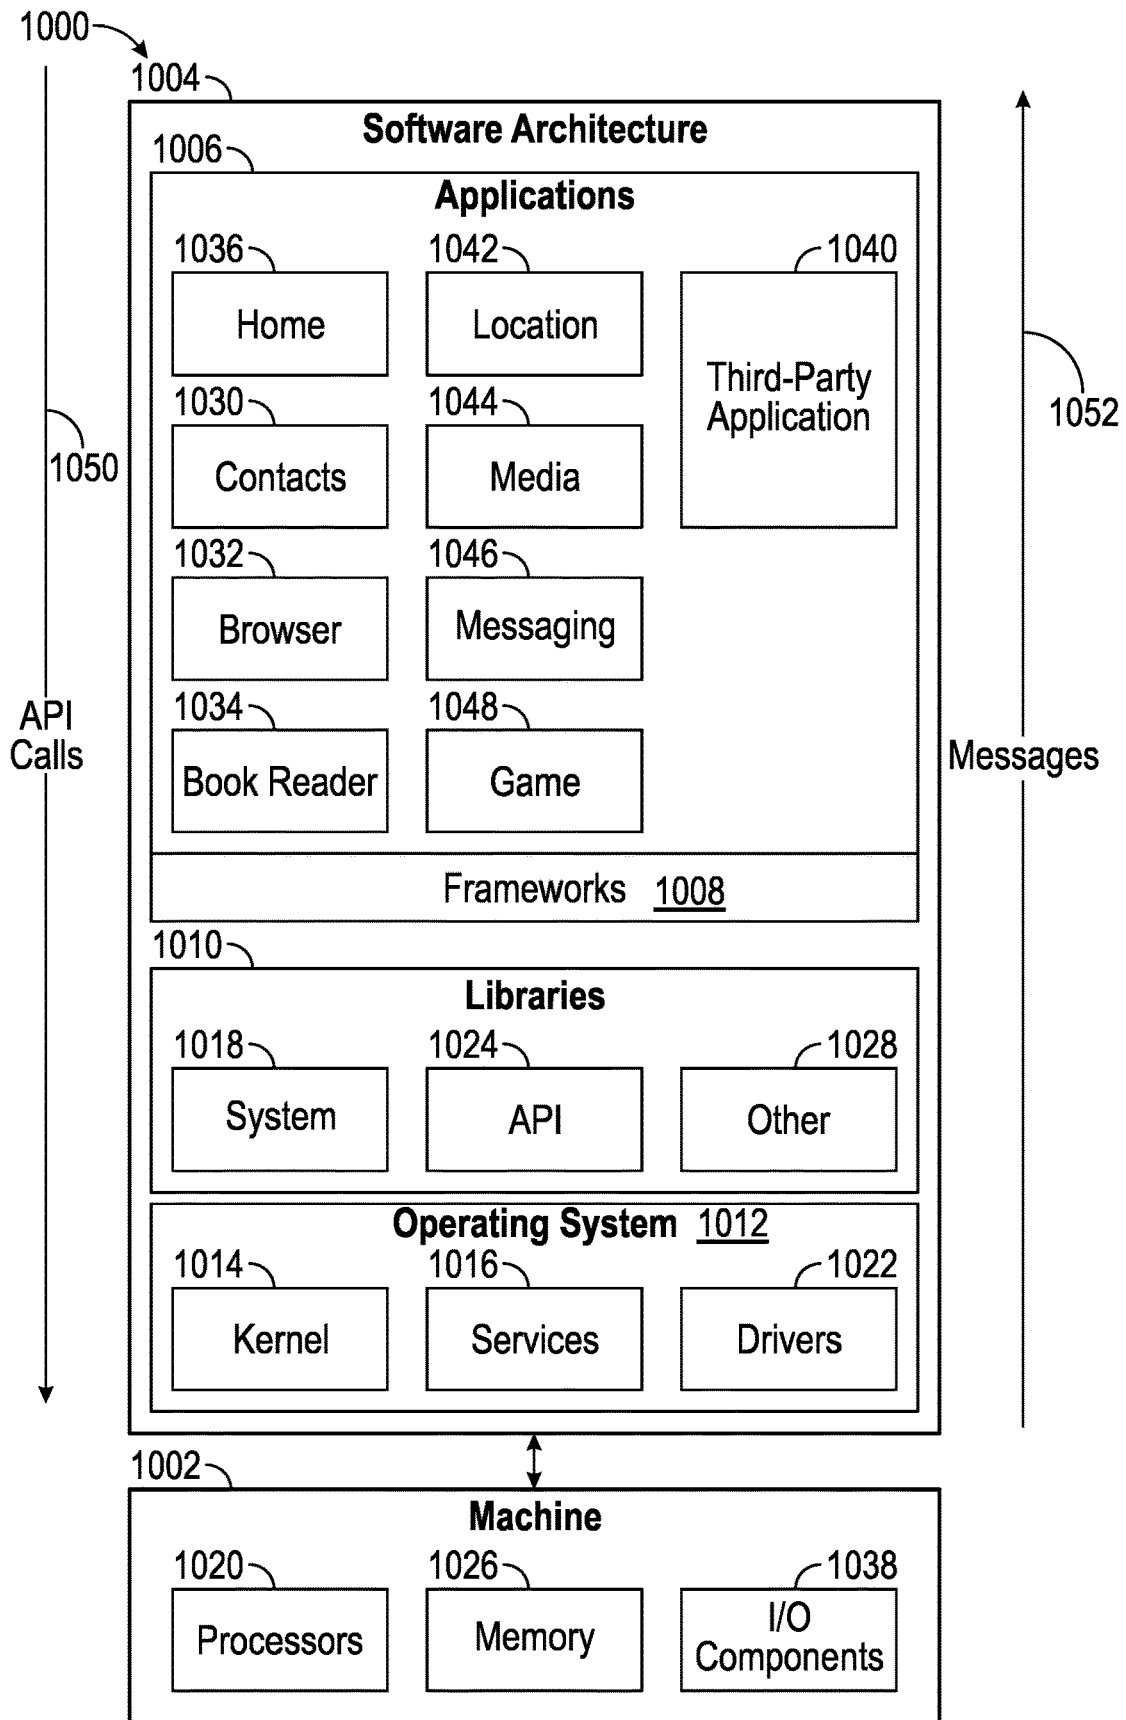 1000
1004
Software Architecture
1006
Applications
1036
1042
1040
Home
Location
Third-Party
Application
1030
1044
Contacts
Media
1050
1052
1032
1046
Browser
Messaging
1034
1048
Book Reader
Game
API
Calls
Messages
Frameworks 1008
1010
Libraries
1018
1024
1028
System
API
Other
Operating System 1012
1014
1016
1022
Kernel
Services
Drivers
1002
Machine
1020
1026
1038
Processors
Memory
I/O
Components